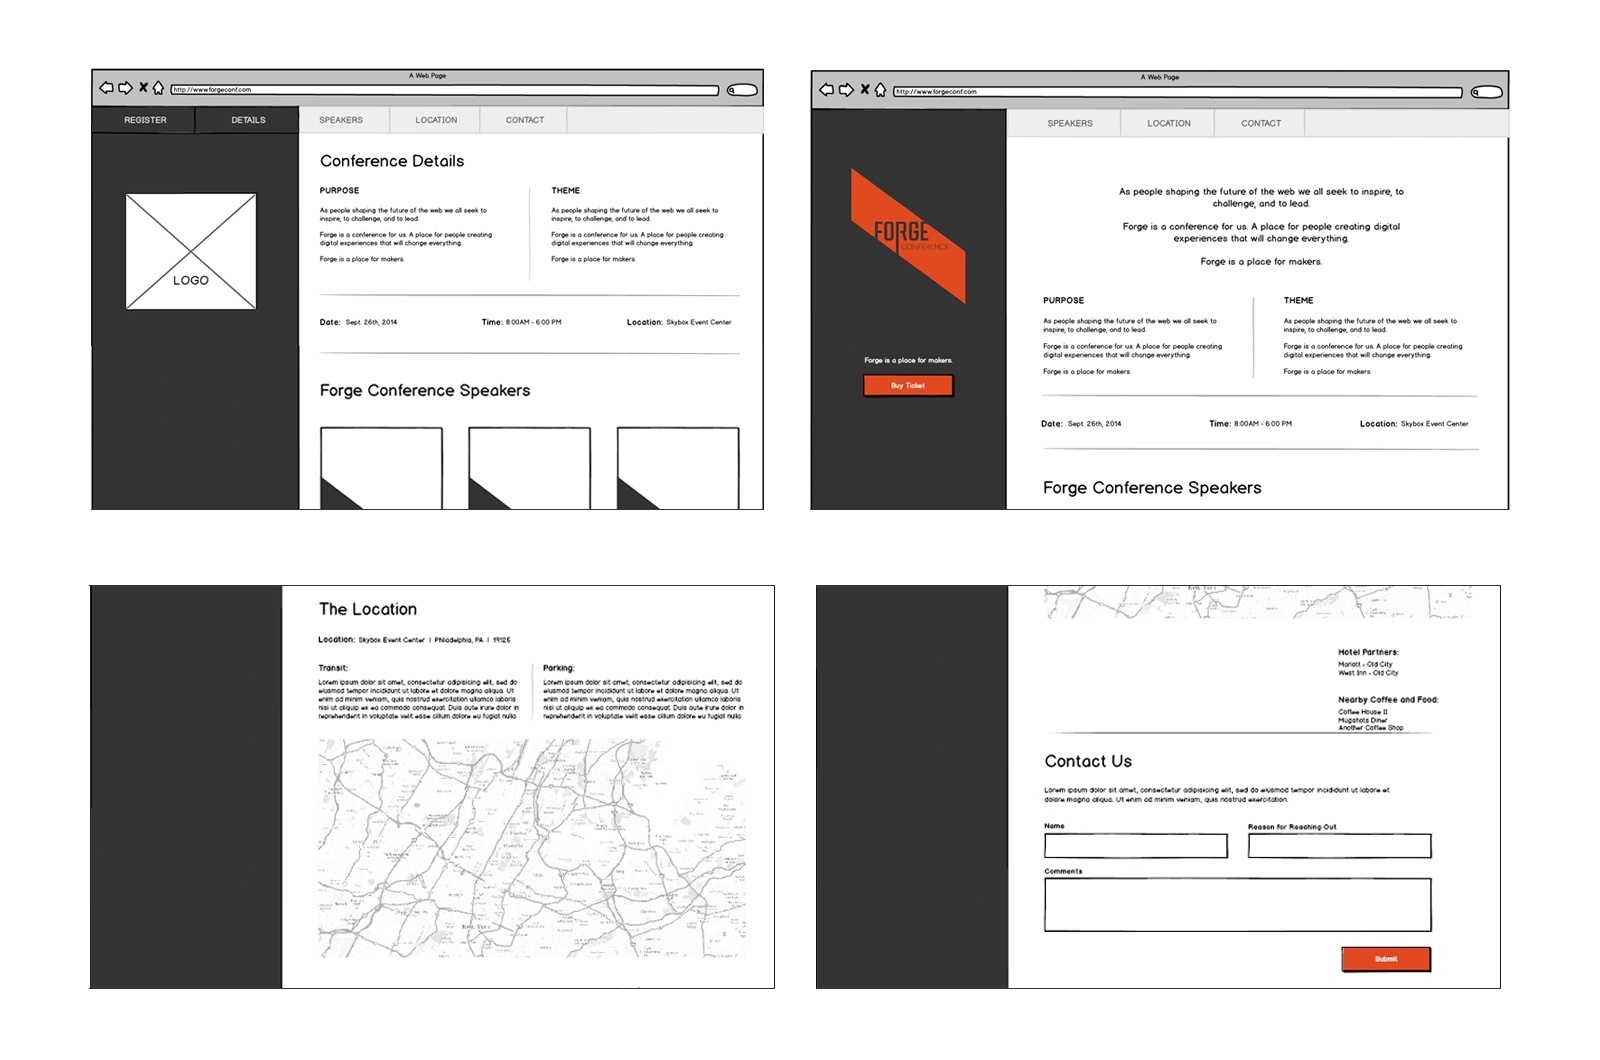 A Web Page
http://www.forgeconf.com
REGISTER
DETAILS
SPEAKERS
LOCATION
CONTACT
LOGO
Conference Details
PURPOSE
As people shaping the future of the web we all seek to
inspire, to challenge, and to lead.
Forge is a conference for us. A place for people creating
digital experiences that will change everything.
Forge is a place for makers.
THEME
As people shaping the future of the web we all seek to
inspire, to challenge, and to lead.
Forge is a conference for us. A place for people creating
digital experiences that will change everything.
Forge is a place for makers.
Date: Sept. 26th, 2014
Time: 8:00AM - 6:00 PM
Location: Skybox Event Center
Forge Conference Speakers
A Web Page
http://www.forgeconf.com
SPEAKERS
LOCATION
CONTACT
FORGE
CONFERENCE
Forge is a place for makers.
Buy Ticket
As people shaping the future of the web we all seek to inspire, to
challenge, and to lead.
Forge is a conference for us. A place for people creating digital
experiences that will change everything.
Forge is a place for makers.
PURPOSE
As people shaping the future of the web we all seek to
inspire, to challenge, and to lead.
Forge is a conference for us. A place for people creating
digital experiences that will change everything.
Forge is a place for makers.
THEME
As people shaping the future of the web we all seek to
inspire, to challenge, and to lead.
Forge is a conference for us. A place for people creating
digital experiences that will change everything.
Forge is a place for makers.
Date: Sept. 26th, 2014
Time: 8:00AM - 6:00 PM
Location: Skybox Event Center
Forge Conference Speakers
The Location
Location: Skybox Event Center | Philadelphia, PA | 19125
Transit:
Lorem ipsum dolor sit amet, consectetur adipisicing elit, sed do
eiusmod tempor incididunt ut labore et dolore magna aliqua. Ut
enim ad minim veniam, quis nostrud exercitation ullamco laboris
nisi ut aliquip ex ea commodo consequat. Duis aute irure dolor in
reprehenderit in voluptate velit esse cillum dolore eu fugiat nulla
Parking:
Lorem ipsum dolor sit amet, consectetur adipisicing elit, sed do
eiusmod tempor incididunt ut labore et dolore magna aliqua. Ut
enim ad minim veniam, quis nostrud exercitation ullamco laboris
nisi ut aliquip ex ea commodo consequat. Duis aute irure dolor in
reprehenderit in voluptate velit esse cillum dolore eu fugiat nulla
New York
Hotel Partners:
Mariott - Old City
West Inn - Old City
Nearby Coffee and Food:
Coffee House II
Mugshots Diner
Another Coffee Shop
Contact Us
Lorem ipsum dolor sit amet, consectetur adipisicing elit, sed do eiusmod tempor incididunt ut labore et
dolore magna aliqua. Ut enim ad minim veniam, quis nostrud exercitation.
Name
Reason for Reaching Out
Comments
Submit